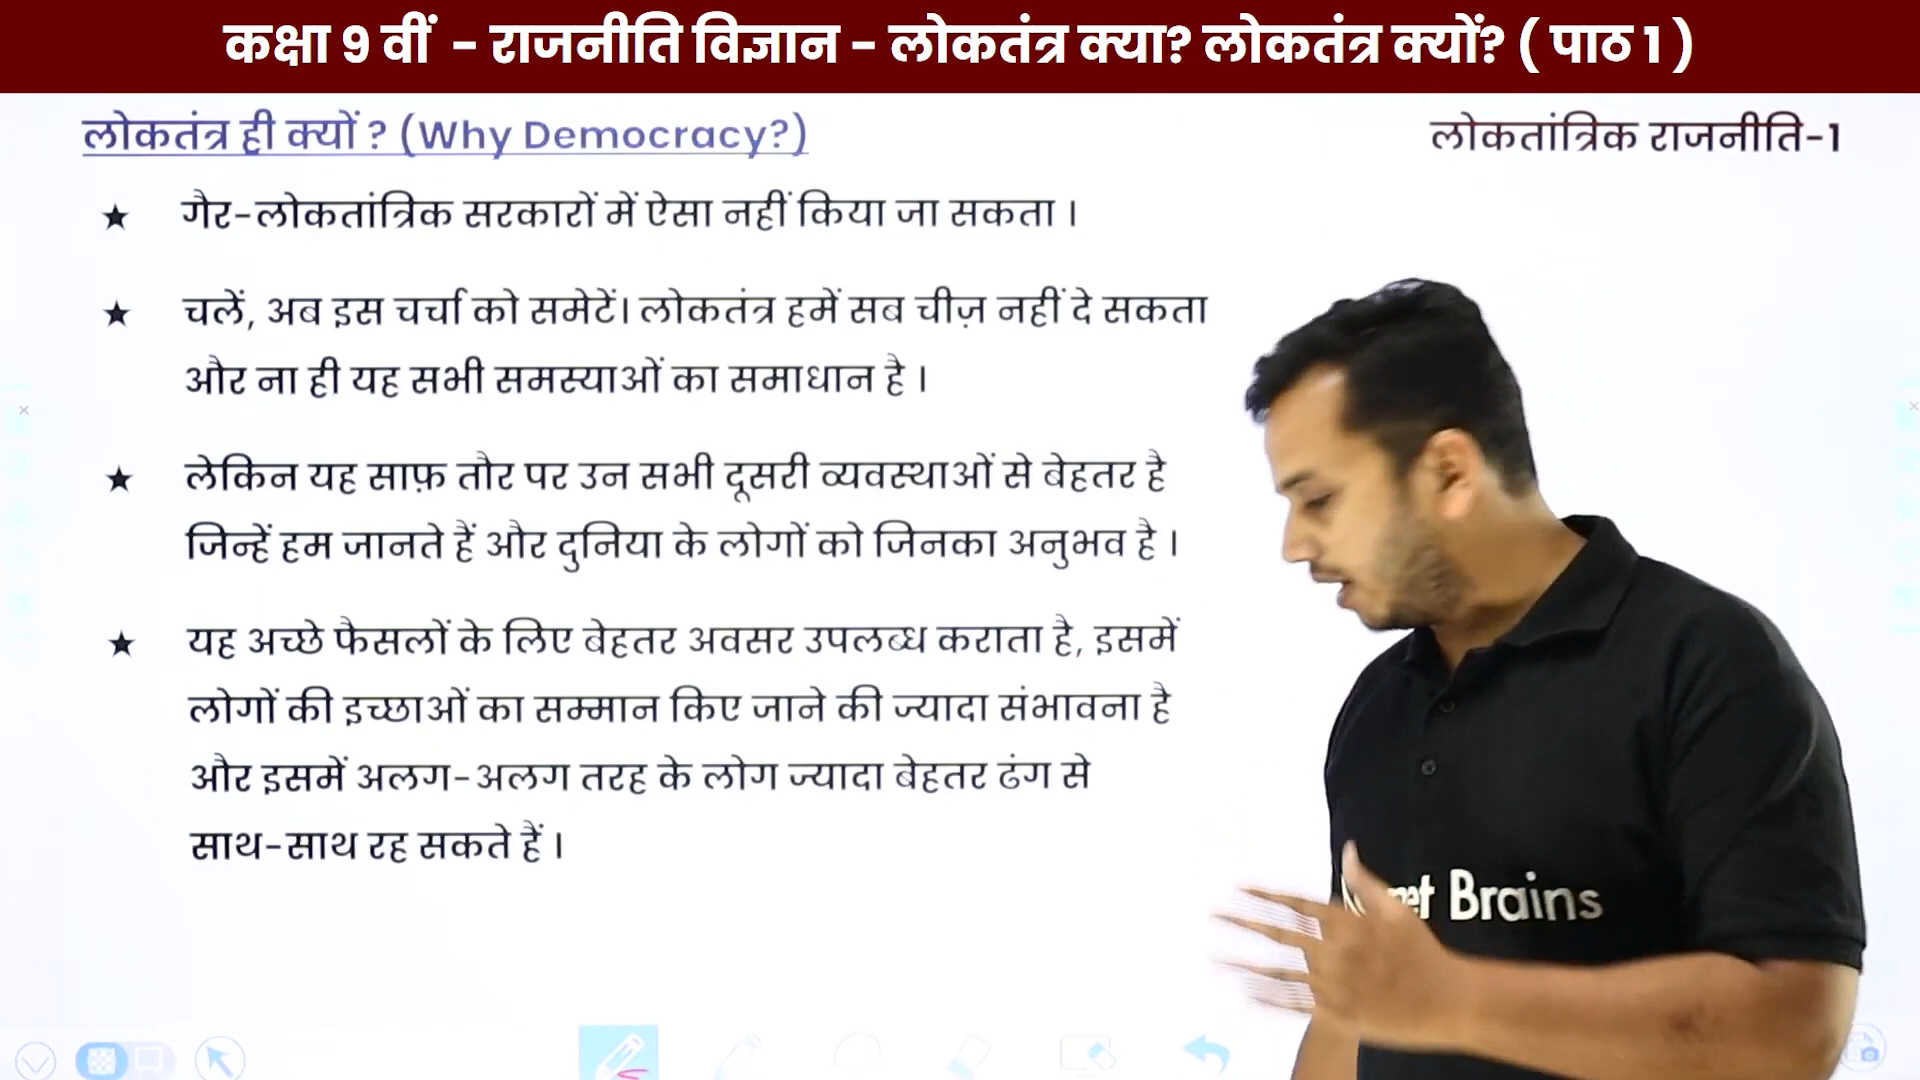 कक्षा 9 वीं - राजनीति विज्ञान - लोकतंत्र क्या? लोकतंत्र क्यों? ( पाठ 1 )
लोकतंत्र ही क्यों ? (Why Democracy?)
लोकतांत्रिक राजनीति-1
★ गैर-लोकतांत्रिक सरकारों में ऐसा नहीं किया जा सकता ।
★ चलें, अब इस चर्चा को समेटें। लोकतंत्र हमें सब चीज़ नहीं दे सकता
और ना ही यह सभी समस्याओं का समाधान है ।
★ लेकिन यह साफ़ तौर पर उन सभी दूसरी व्यवस्थाओं से बेहतर है
जिन्हें हम जानते हैं और दुनिया के लोगों को जिनका अनुभव है ।
★ यह अच्छे फैसलों के लिए बेहतर अवसर उपलब्ध कराता है, इसमें
लोगों की इच्छाओं का सम्मान किए जाने की ज्यादा संभावना है
और इसमें अलग-अलग तरह के लोग ज्यादा बेहतर ढंग से
साथ-साथ रह सकते हैं ।
Brains